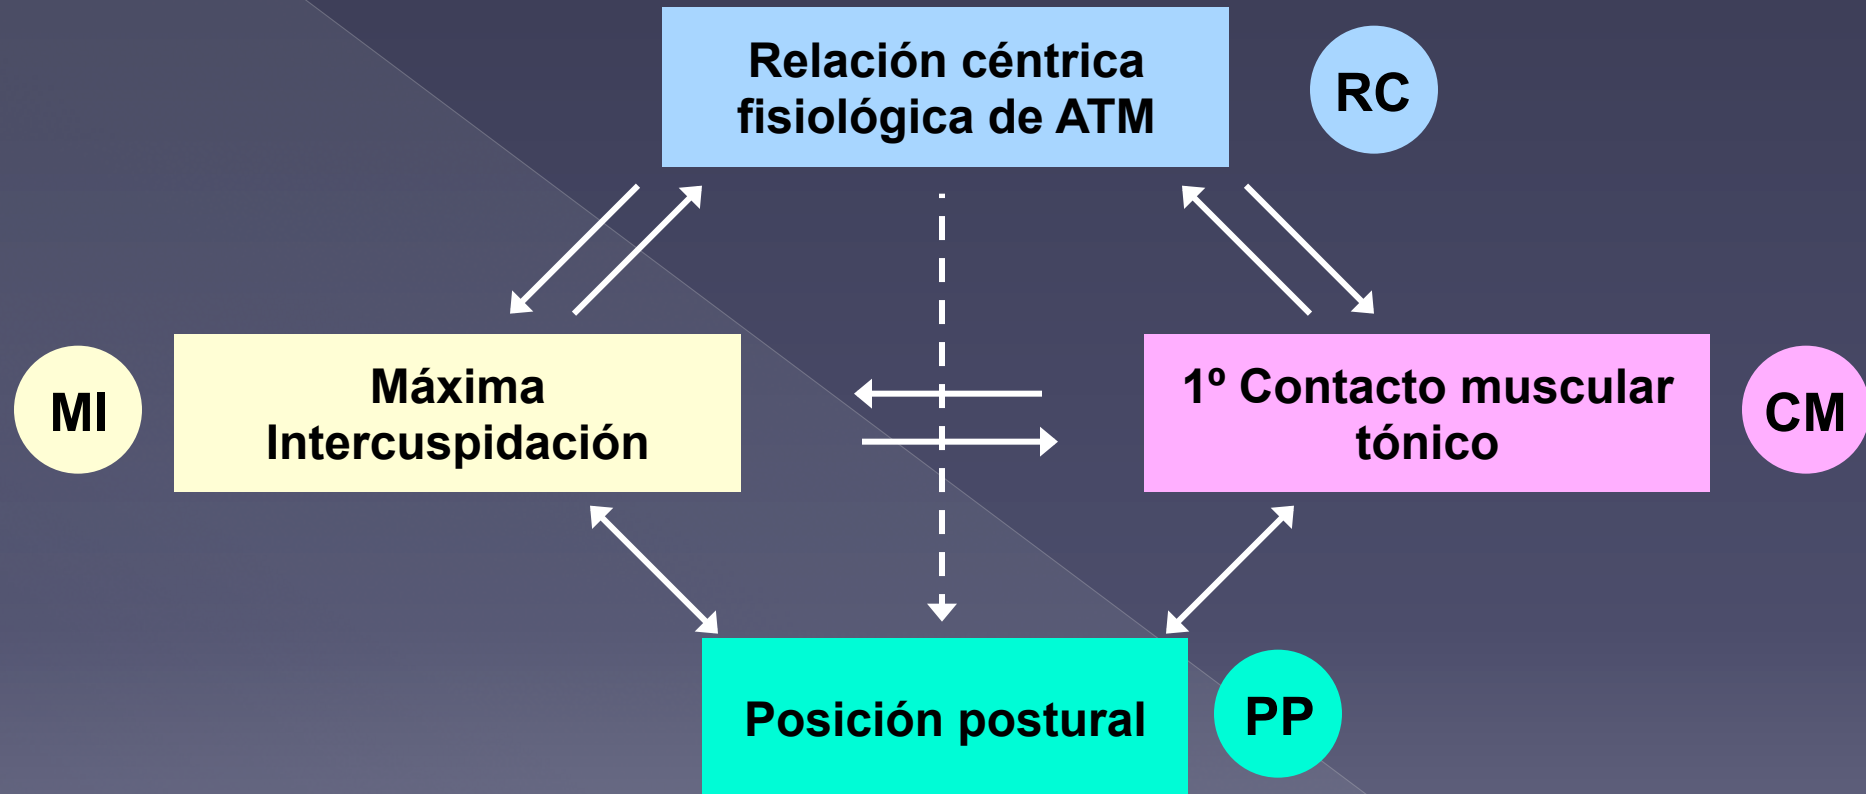 Relación céntrica
fisiológica de ATM
RC
MI
Máxima
Intercuspidación
1º Contacto muscular
tónico
CM
Posición postural
PP